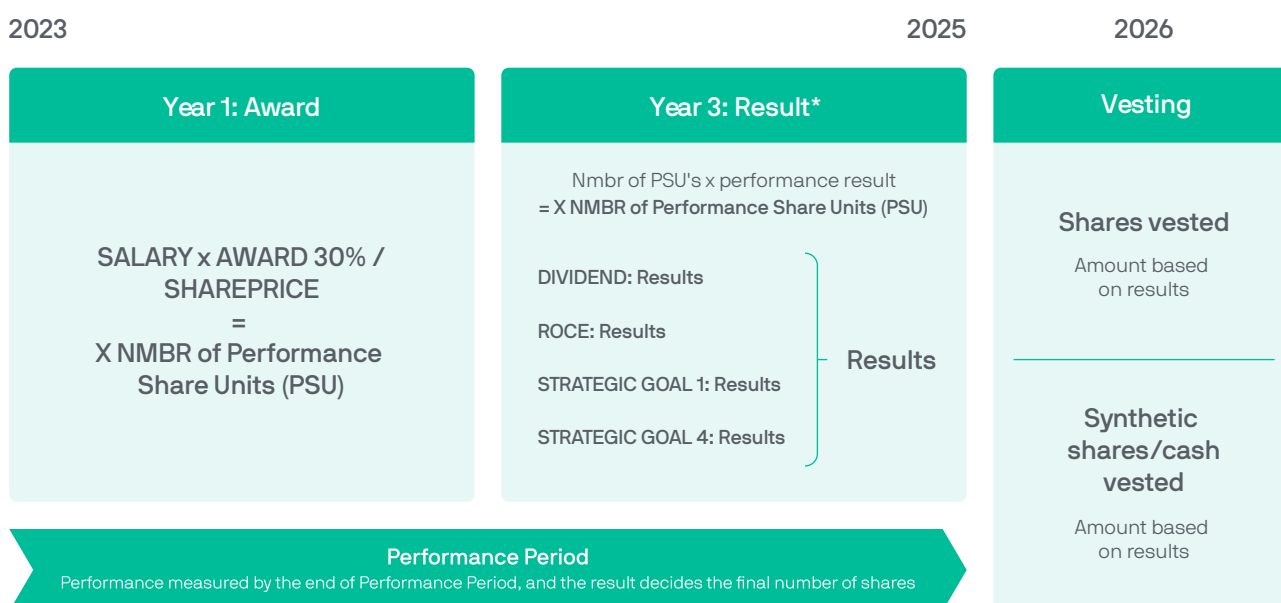 2023
2025
2026
Year 1: Award
SALARY x AWARD 30% /
SHAREPRICE
=
X NMBR of Performance
Share Units (PSU)
Year 3: Result*
Nmbr of PSU's x performance result
= X NMBR of Performance Share Units (PSU)
DIVIDEND: Results
ROCE: Results
STRATEGIC GOAL 1: Results
STRATEGIC GOAL 4: Results
Results
Vesting
Shares vested
Amount based
on results
Synthetic
shares/cash
vested
Amount based
on results
Performance Period
Performance measured by the end of Performance Period, and the result decides the final number of shares